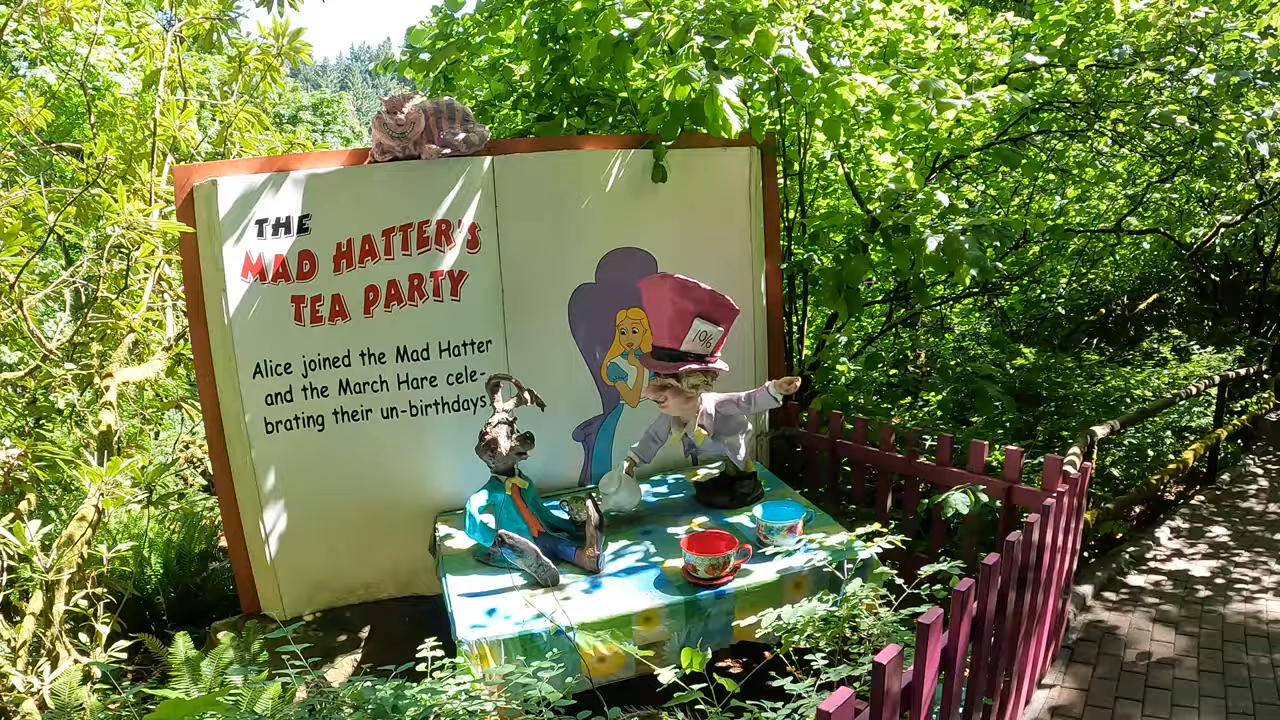 THE
MAD HATTER'S
TEA PARTY
Alice joined the Mad Hatter
and the March Hare cele-
brating their un-birthdays
10/6